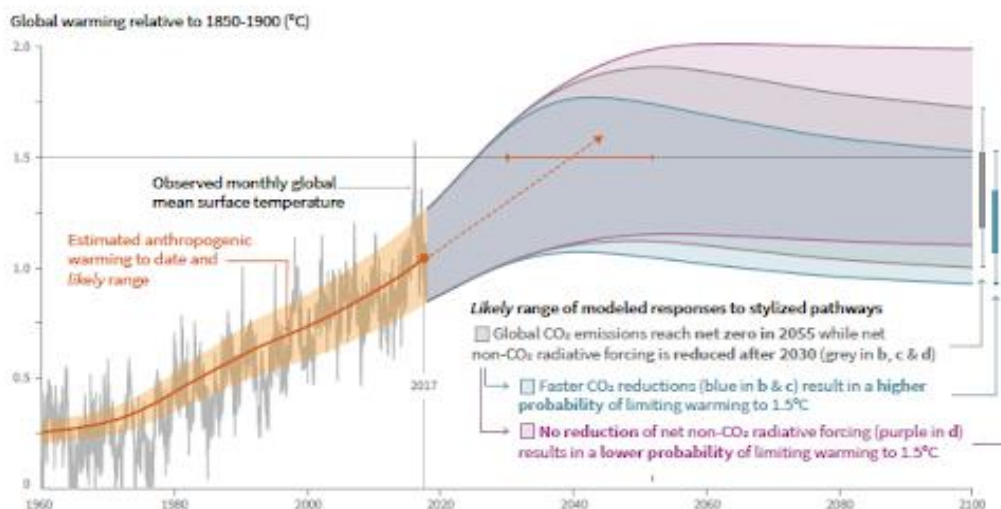 Global warming relative to 1850-1900 (°C)
2.0
1.5
Observed monthly global
mean surface temperature
Estimated anthropogenic
warming to date and
likely range
1.0
Likely range of modeled responses to stylized pathways
Global CO₂ emissions reach net zero in 2055 while net
non-CO₂ radiative forcing is reduced after 2030 (grey in b, c & d)
0.5
2017
Faster CO₂ reductions (blue in b & c) result in a higher
probability of limiting warming to 1.5°C
No reduction of net non-CO₂ radiative forcing (purple in d)
results in a lower probability of limiting warming to 1.5°C
0
1960
1980
2000
2020
2040
2060
2080
2100